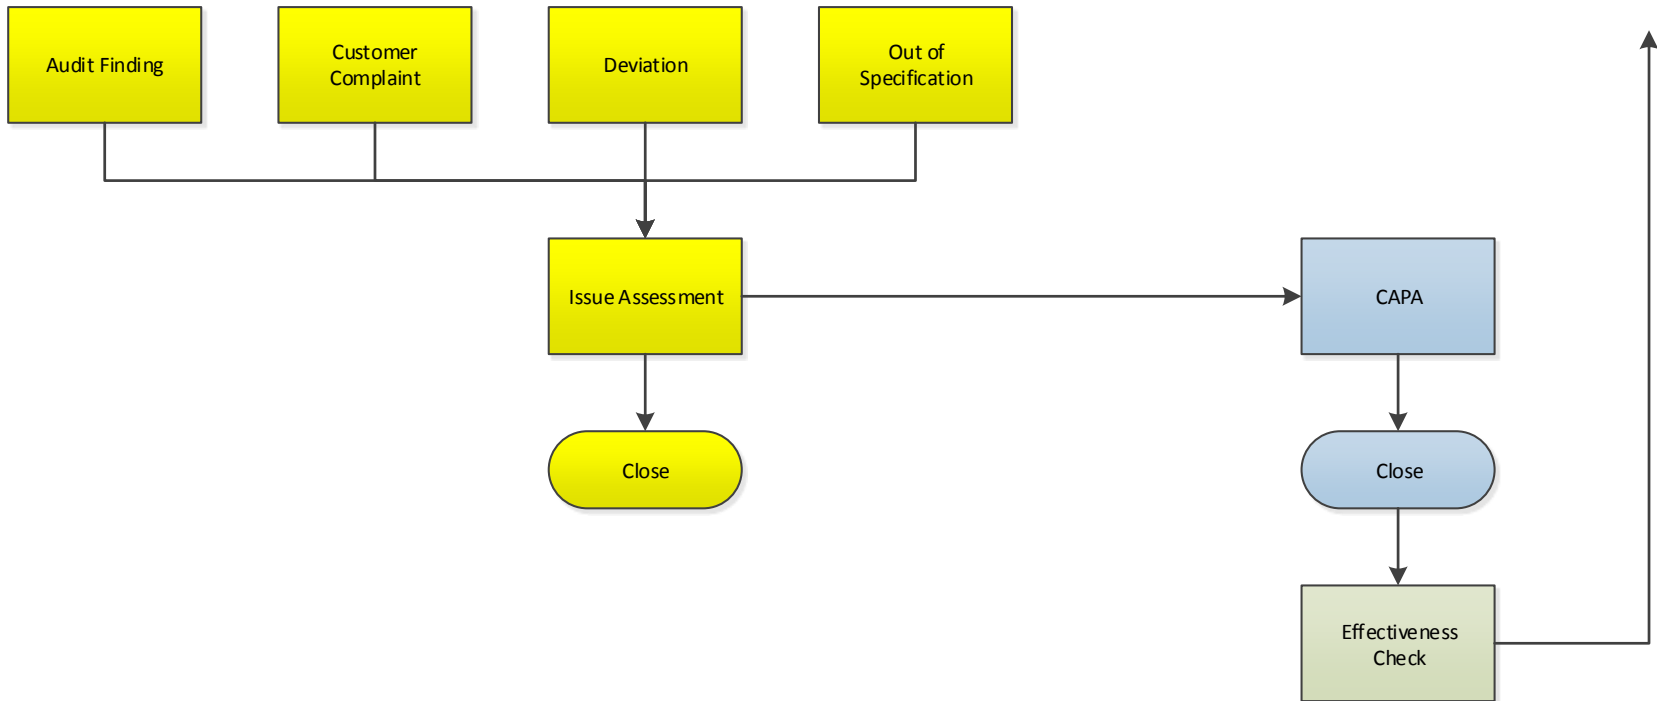 Audit Finding
Customer
Complaint
Deviation
Out of
Specification
Issue Assessment
CAPA
Close
Close
Effectiveness
Check